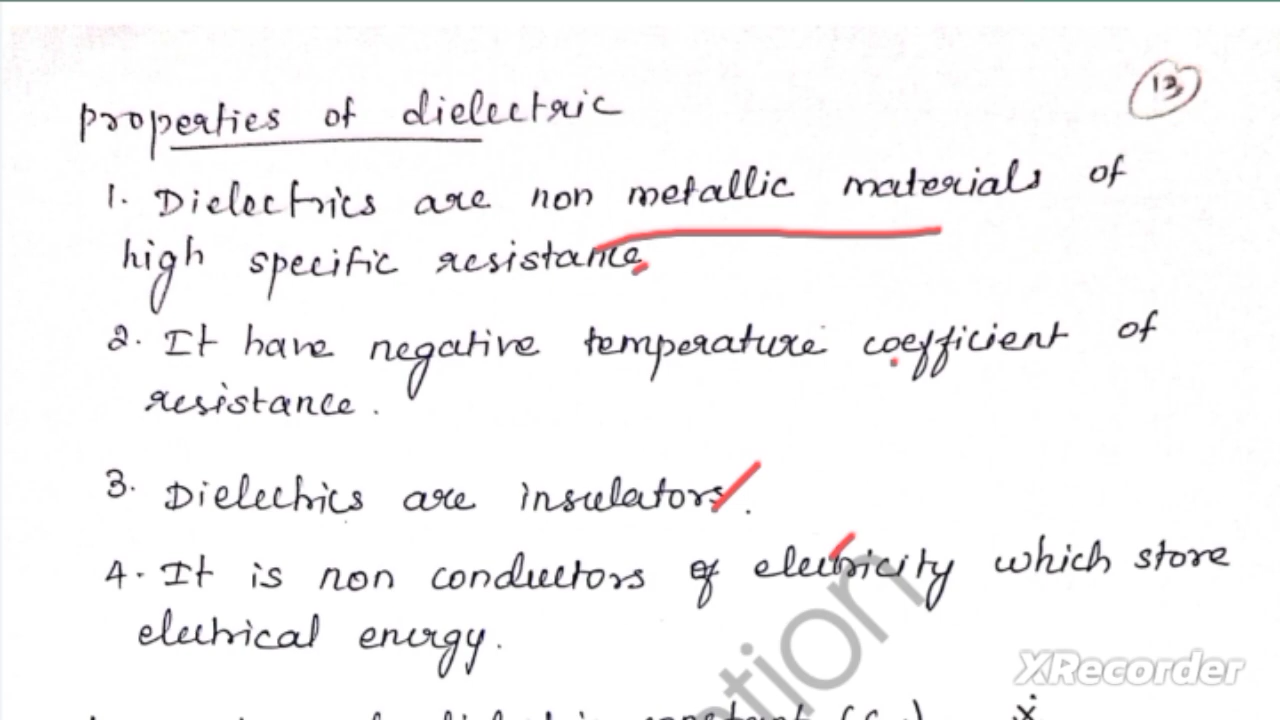 13
properties of dielectric
1. Dielectrics are non metallic materials of
high specific resistance.
2. It have negative temperature coefficient of
resistance.
3. Dielectrics are insulators.
4. It is non conductors of electricity which store
electrical energy.
dielectric constant
XRecorder